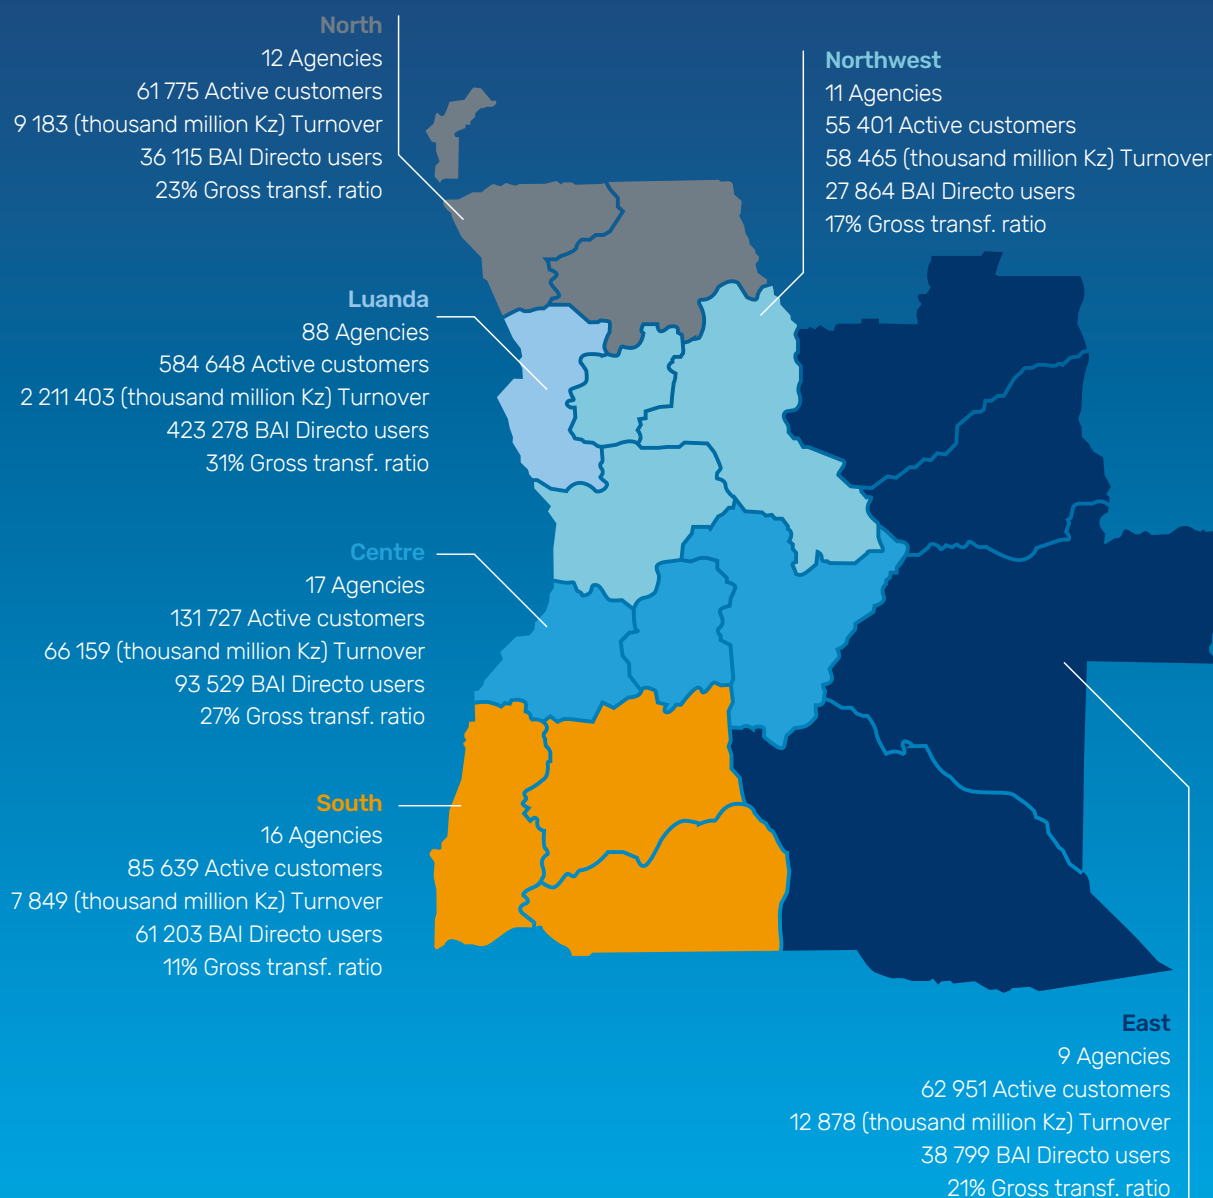 North
12 Agencies
61 775 Active customers
9 183 (thousand million Kz) Turnover
36 115 BAI Directo users
23% Gross transf. ratio
Northwest
11 Agencies
55 401 Active customers
58 465 (thousand million Kz) Turnover
27 864 BAI Directo users
17% Gross transf. ratio
Luanda
88 Agencies
584 648 Active customers
2 211 403 (thousand million Kz) Turnover
423 278 BAI Directo users
31% Gross transf. ratio
Centre
17 Agencies
131 727 Active customers
66 159 (thousand million Kz) Turnover
93 529 BAI Directo users
27% Gross transf. ratio
South
16 Agencies
85 639 Active customers
7 849 (thousand million Kz) Turnover
61 203 BAI Directo users
11% Gross transf. ratio
East
9 Agencies
62 951 Active customers
12 878 (thousand million Kz) Turnover
38 799 BAI Directo users
21% Gross transf. ratio